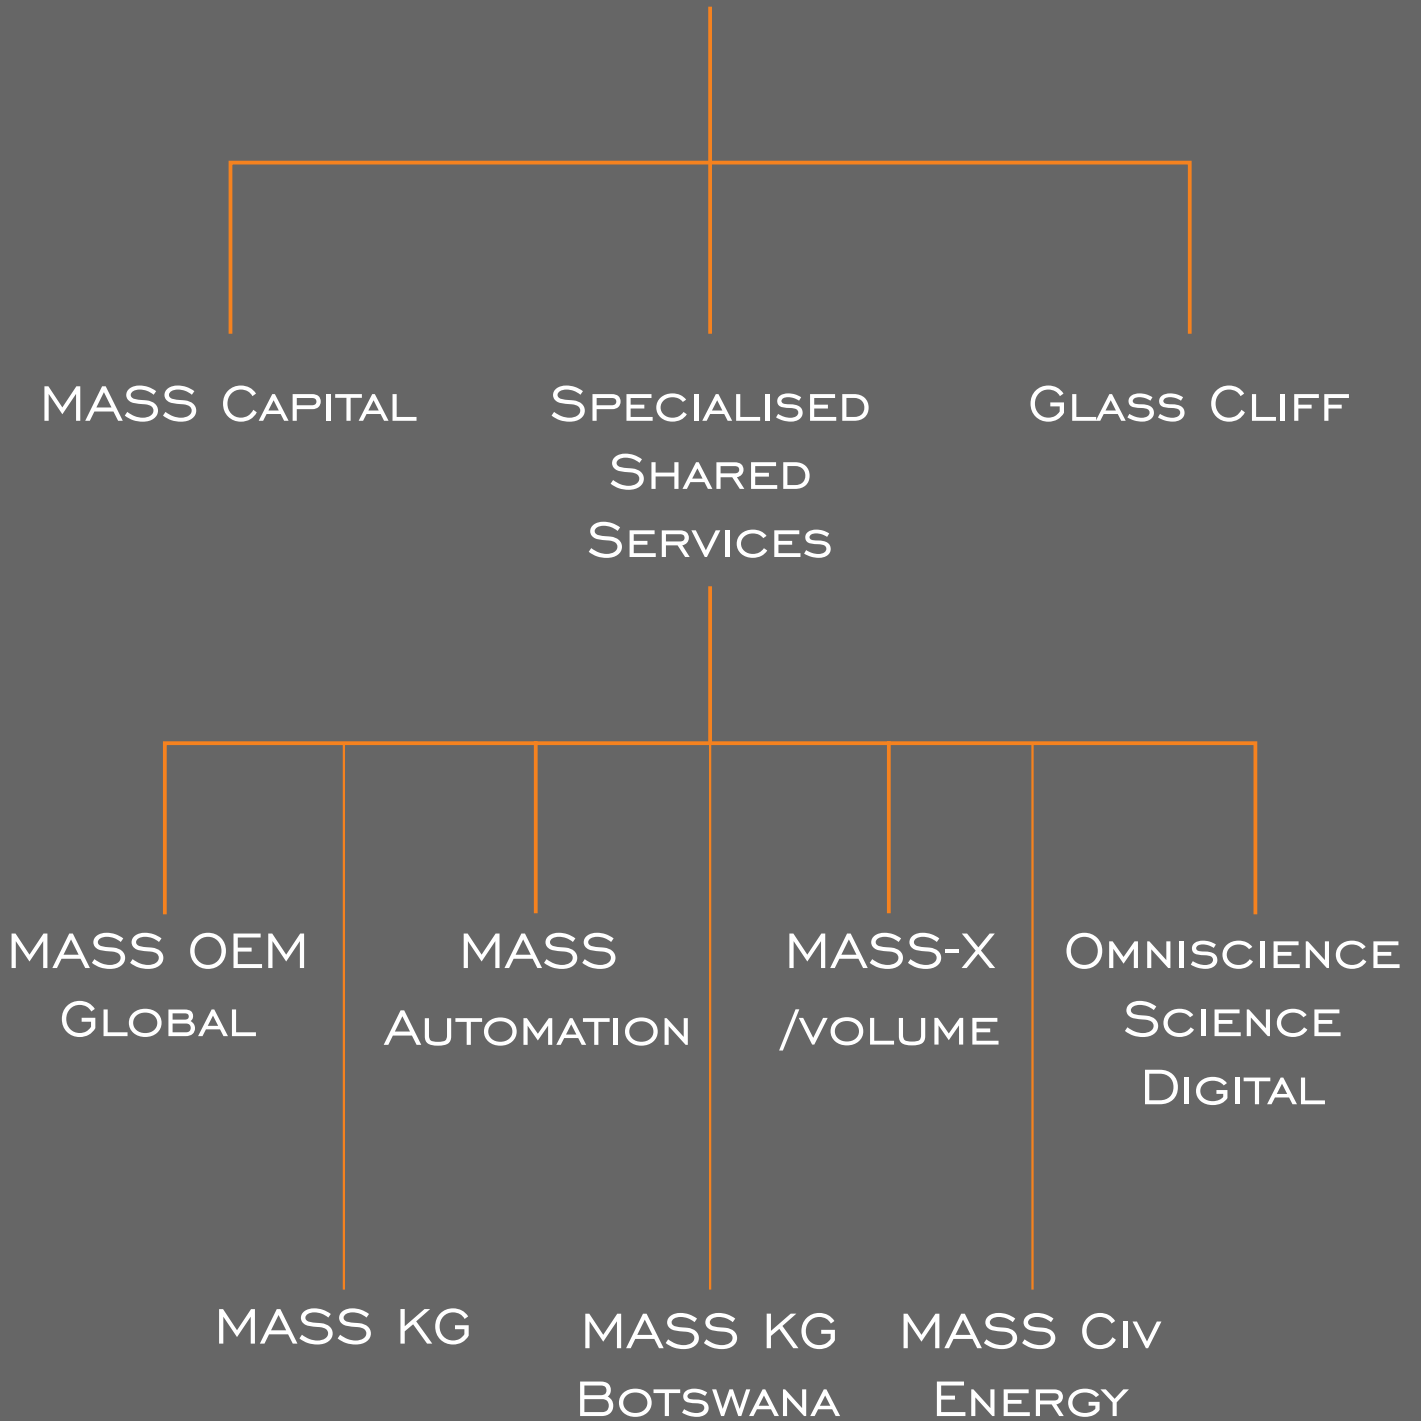 MASS Capital
Specialised
Shared
Services
Glass Cliff
MASS OEM
Global
MASS
Automation
MASS-X
/volume
Omniscience
Science
Digital
MASS KG
MASS KG
Botswana
MASS Civ
Energy